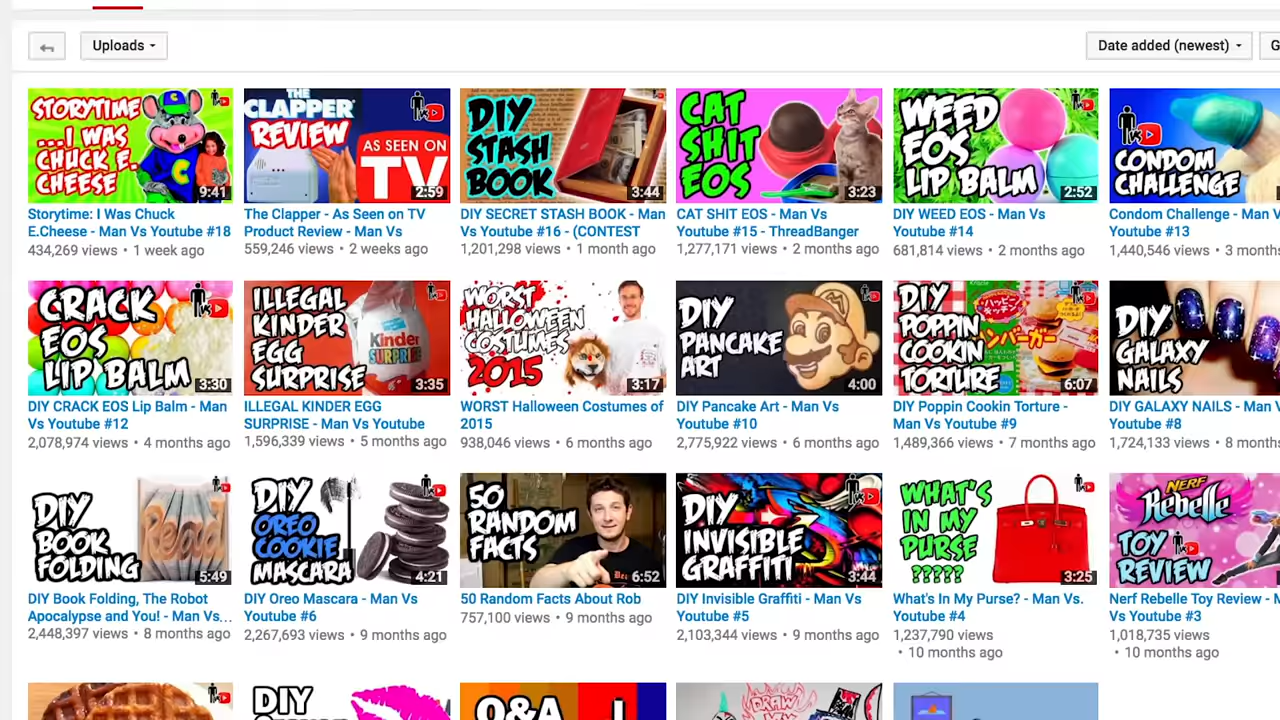 Uploads
Date added (newest)
G
STORYTIME
...I WAS
CHUCK E.
CHEESE
9:41
THE
CLAPPER
REVIEW
AS SEEN ON
TV
2:59
DIY
STASH
BOOK
3:44
CAT
SHIT
EOS
3:23
WEED
EOS
LIP BALM
2:52
CONDOM
CHALLENGE
Storytime: I Was Chuck
E.Cheese - Man Vs Youtube #18
434,269 views • 1 week ago
The Clapper - As Seen on TV
Product Review - Man Vs
559,246 views • 2 weeks ago
DIY SECRET STASH BOOK - Man
Vs Youtube #16 - (CONTEST
1,201,298 views • 1 month ago
CAT SHIT EOS - Man Vs
Youtube #15 - ThreadBanger
1,277,171 views • 2 months ago
DIY WEED EOS - Man Vs
Youtube #14
681,814 views • 2 months ago
Condom Challenge - Man V
Youtube #13
1,440,546 views • 3 month
CRACK
EOS
LIP BALM
3:30
ILLEGAL
KINDER
EGG
SURPRISE
Kinder
SURPRISE
3:35
WORST
HALLOWEEN
COSTUMES
2015
3:17
DIY
PANCAKE
ART
4:00
DIY
POPPIN
COOKIN
TORTURE
6:07
DIY
GALAXY
NAILS
DIY CRACK EOS Lip Balm - Man
Vs Youtube #12
2,078,974 views • 4 months ago
ILLEGAL KINDER EGG
SURPRISE - Man Vs Youtube
1,596,339 views • 5 months ago
WORST Halloween Costumes of
2015
938,046 views • 6 months ago
DIY Pancake Art - Man Vs
Youtube #10
2,775,922 views • 6 months ago
DIY Poppin Cookin Torture -
Man Vs Youtube #9
1,489,366 views • 7 months ago
DIY GALAXY NAILS - Man V
Youtube #8
1,724,133 views • 8 month
DIY
BOOK
FOLDING
Read
5:49
DIY
OREO
COOKIE
MASCARA
4:21
50
RANDOM
FACTS
6:52
DIY
INVISIBLE
GRAFFITI
3:44
WHAT'S
IN MY
PURSE
?????
3:25
NERF
Rebelle
TOY
REVIEW
DIY Book Folding, The Robot
Apocalypse and You! - Man Vs...
2,448,397 views • 8 months ago
DIY Oreo Mascara - Man Vs
Youtube #6
2,267,693 views • 9 months ago
50 Random Facts About Rob
757,100 views • 9 months ago
DIY Invisible Graffiti - Man Vs
Youtube #5
2,103,344 views • 9 months ago
What's In My Purse? - Man Vs.
Youtube #4
1,237,790 views
• 10 months ago
Nerf Rebelle Toy Review - M
Vs Youtube #3
1,018,735 views
• 10 months ago
DIY
Q&A
DRAW